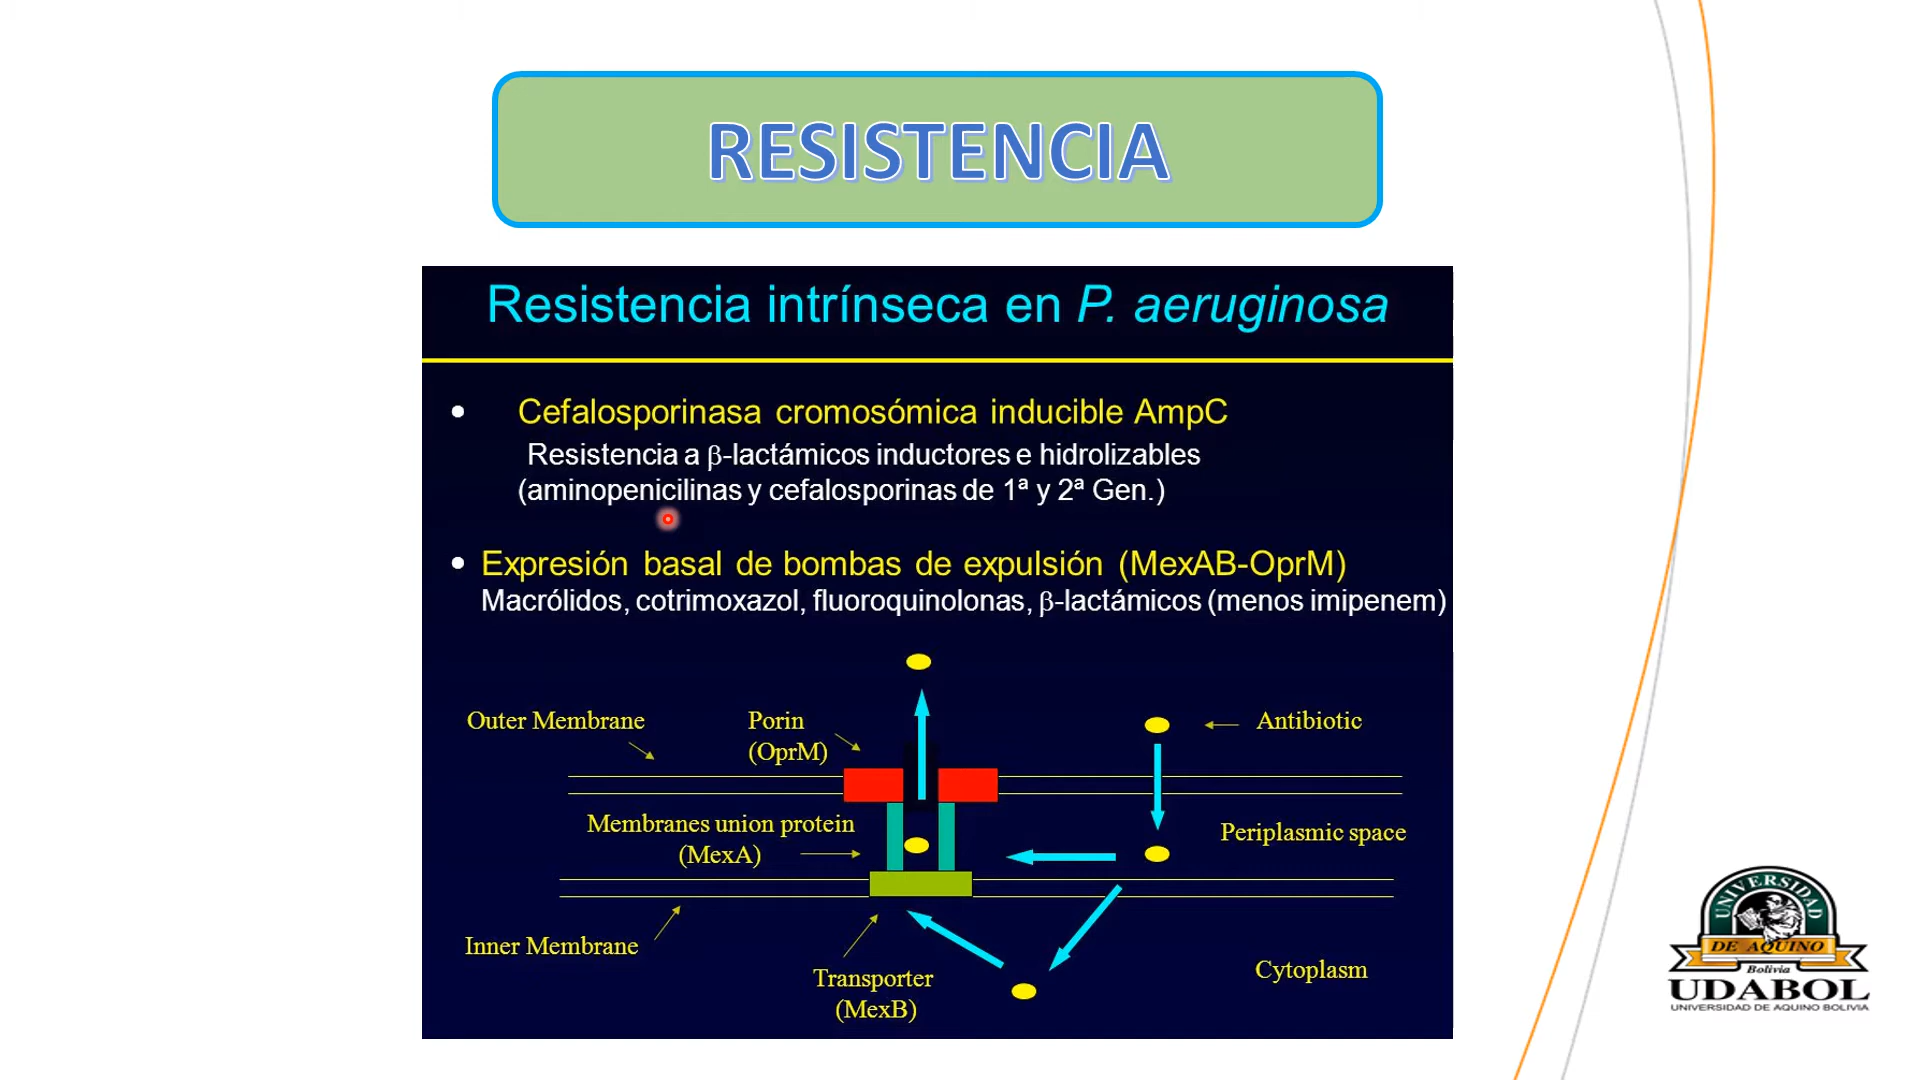 RESISTENCIA
Resistencia intrínseca en P. aeruginosa
• Cefalosporinasa cromosómica inducible AmpC
Resistencia a β-lactámicos inductores e hidrolizables
(aminopenicilinas y cefalosporinas de 1ª y 2ª Gen.)
• Expresión basal de bombas de expulsión (MexAB-OprM)
Macrólidos, cotrimoxazol, fluoroquinolonas, β-lactámicos (menos imipenem)
Outer Membrane
Porin
(OprM)
Antibiotic
Membranes union protein
(MexA)
Periplasmic space
Inner Membrane
Transporter
(MexB)
Cytoplasm
UNIVERSIDAD
DE AQUINO
Bolivia
UDABOL
UNIVERSIDAD DE AQUINO BOLIVIA